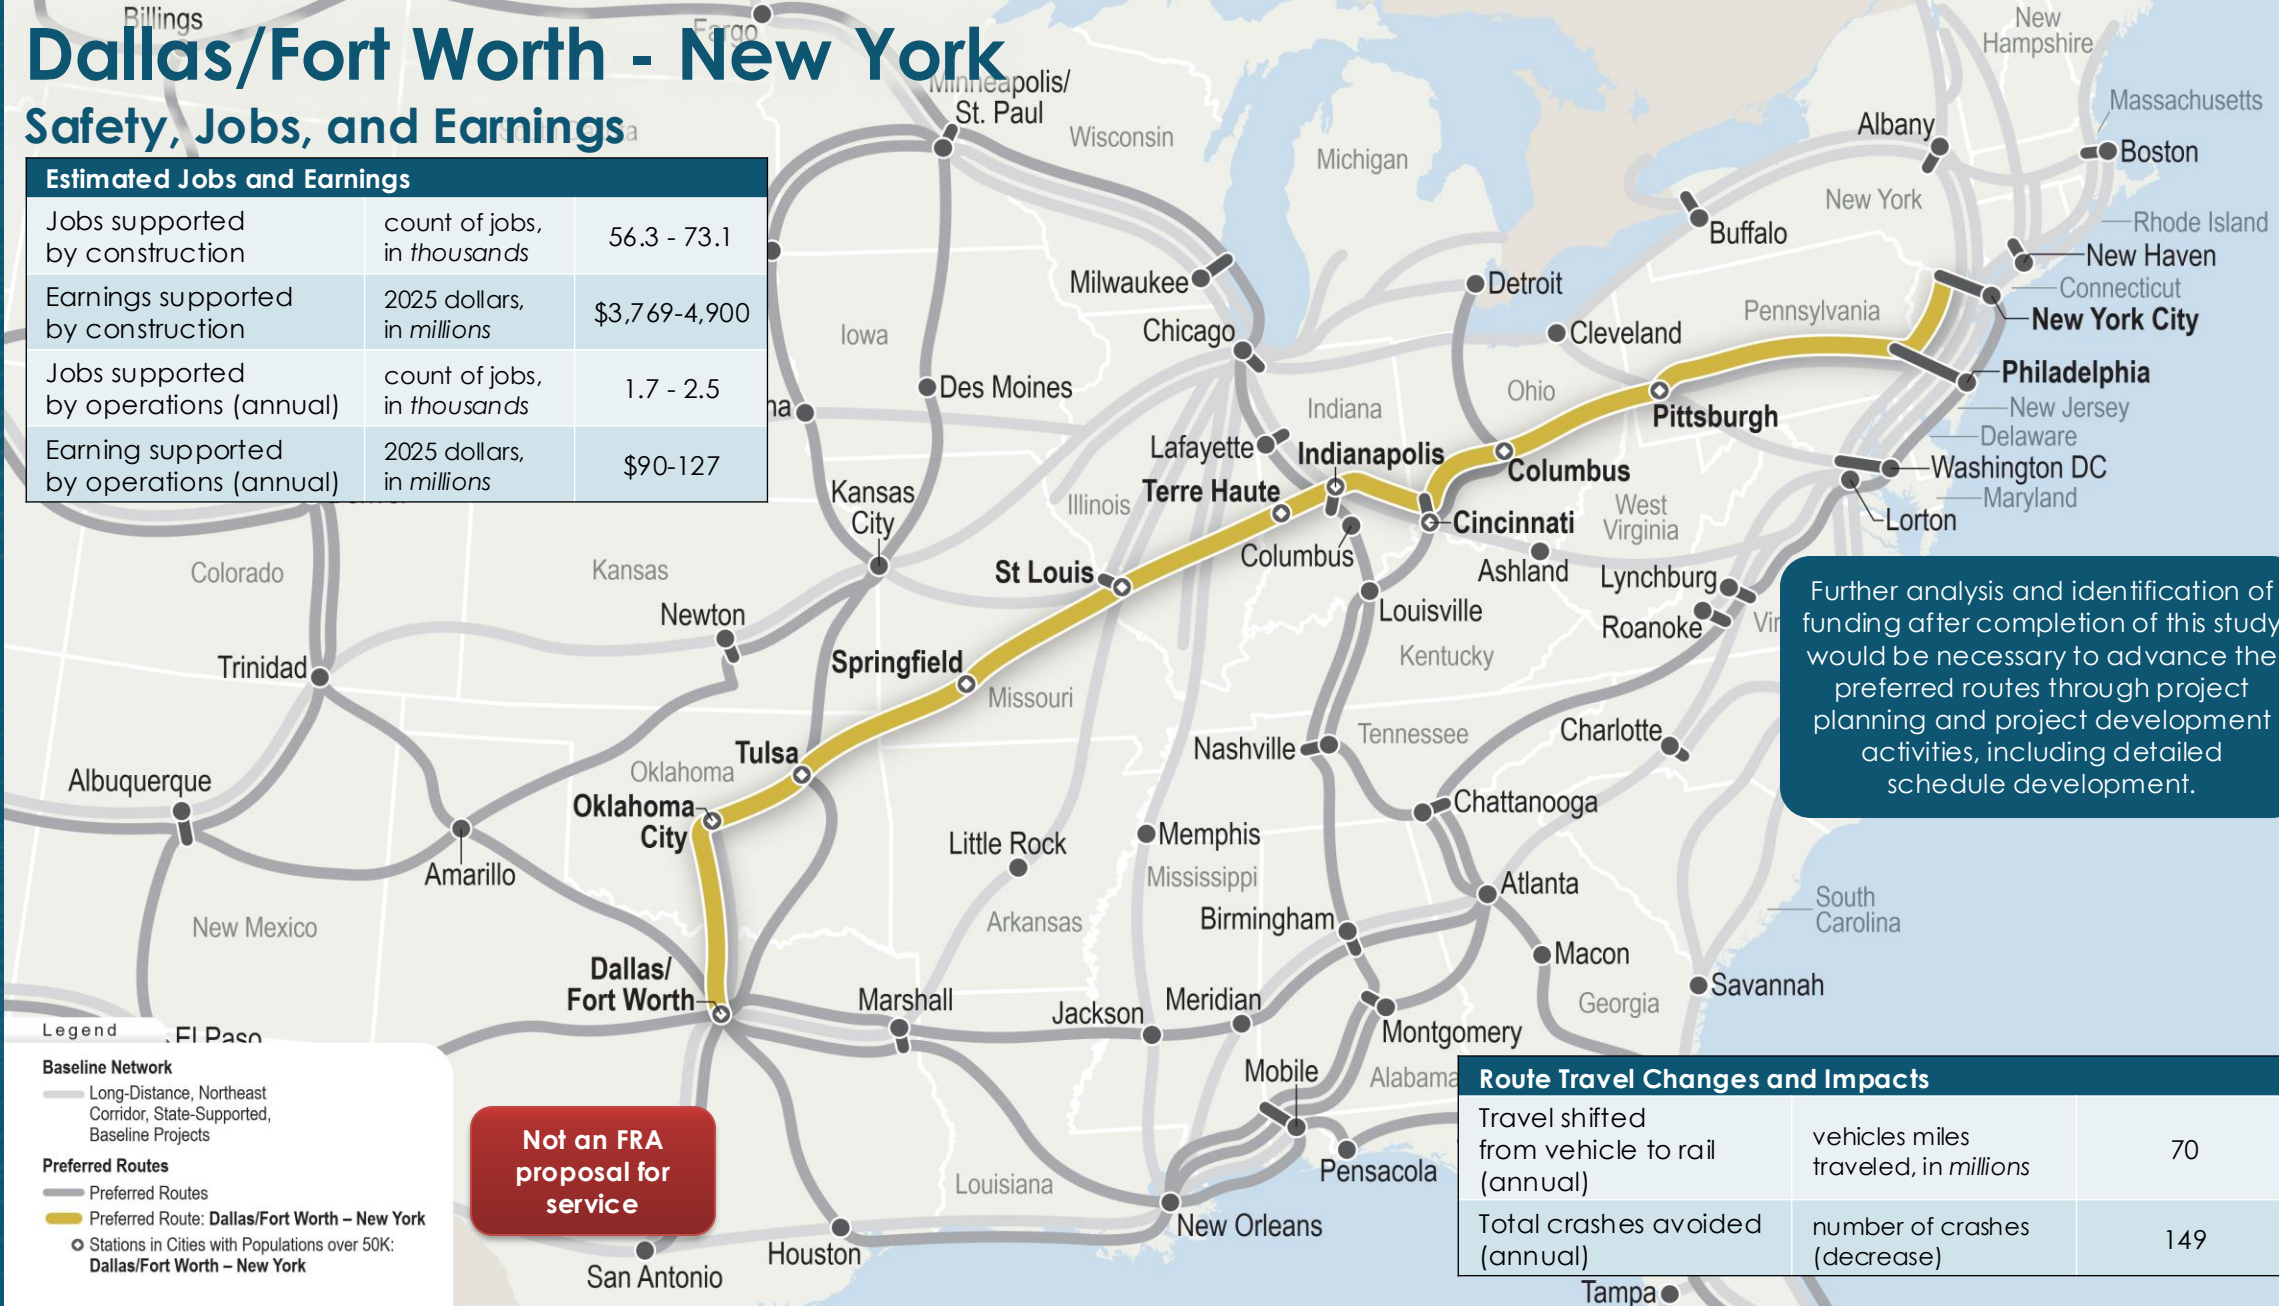 Dallas/Fort Worth - New York
Safety, Jobs, and Earnings
Estimated Jobs and Earnings
Jobs supported
by construction
count of jobs,
in thousands
56.3 - 73.1
Earnings supported
by construction
2025 dollars,
in millions
$3,769-4,900
Jobs supported
by operations (annual)
count of jobs,
in thousands
1.7 - 2.5
Earning supported
by operations (annual)
2025 dollars,
in millions
$90-127
Billings
Fargo
Minneapolis/
St. Paul
Wisconsin
Michigan
New
Hampshire
Massachusetts
Albany
Boston
New York
Rhode Island
Buffalo
New Haven
Connecticut
New York City
Milwaukee
Detroit
Chicago
Cleveland
Pennsylvania
Iowa
Philadelphia
Des Moines
Ohio
Indiana
New Jersey
Pittsburgh
Delaware
na
Lafayette
Indianapolis
Columbus
Washington DC
Maryland
Terre Haute
Kansas
City
Illinois
Cincinnati
West
Virginia
Lorton
Columbus
Colorado
Kansas
St Louis
Ashland
Lynchburg
Newton
Louisville
Roanoke
Vir
Trinidad
Springfield
Kentucky
Missouri
Tulsa
Nashville
Tennessee
Charlotte
Oklahoma
Albuquerque
Oklahoma
City
Chattanooga
Little Rock
Memphis
Amarillo
Mississippi
Atlanta
South
Carolina
New Mexico
Arkansas
Birmingham
Macon
Dallas/
Fort Worth
Marshall
Jackson
Meridian
Savannah
Georgia
El Paso
Montgomery
Mobile
Alabama
Louisiana
Pensacola
New Orleans
Houston
San Antonio
Tampa
Further analysis and identification of
funding after completion of this study
would be necessary to advance the
preferred routes through project
planning and project development
activities, including detailed
schedule development.
Legend
Baseline Network
Long-Distance, Northeast
Corridor, State-Supported,
Baseline Projects
Preferred Routes
Preferred Routes
Preferred Route: Dallas/Fort Worth – New York
Stations in Cities with Populations over 50K:
Dallas/Fort Worth – New York
Not an FRA
proposal for
service
Route Travel Changes and Impacts
Travel shifted
from vehicle to rail
(annual)
vehicles miles
traveled, in millions
70
Total crashes avoided
(annual)
number of crashes
(decrease)
149